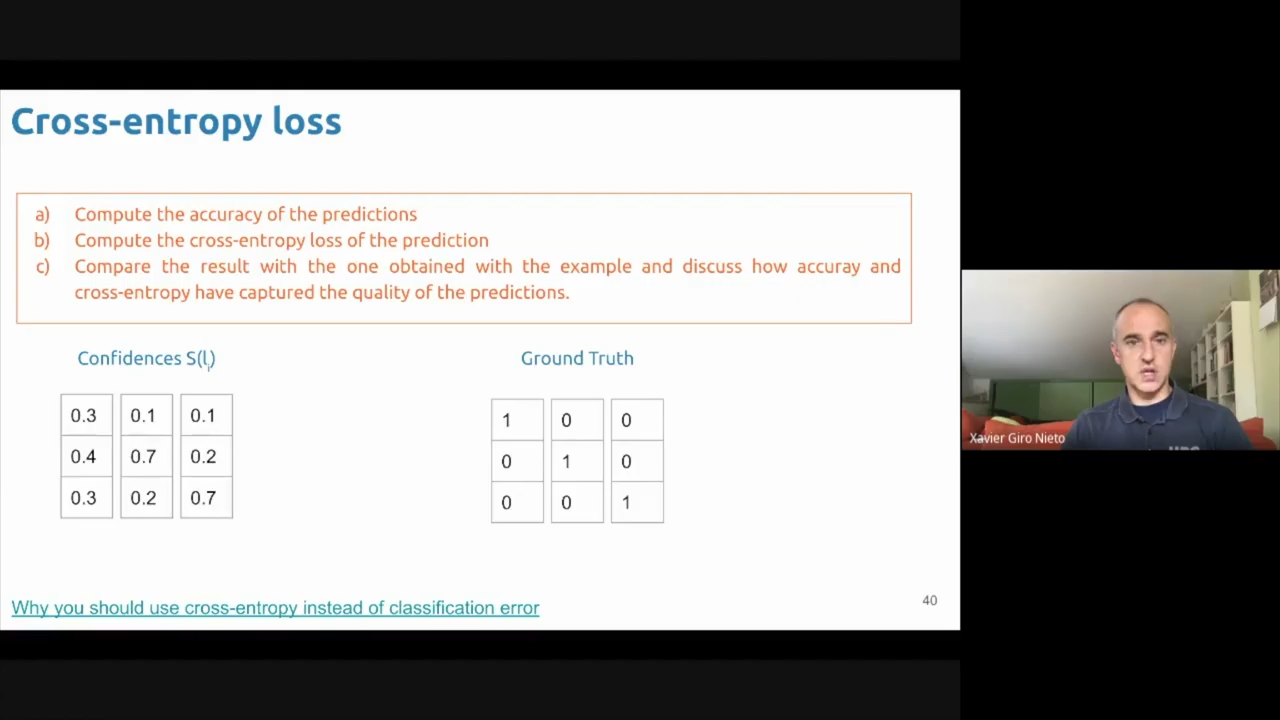 Cross-entropy loss
a) Compute the accuracy of the predictions
b) Compute the cross-entropy loss of the prediction
c) Compare the result with the one obtained with the example and discuss how accuray and
cross-entropy have captured the quality of the predictions.
Confidences S(li)
Ground Truth
0.3 0.1 0.1
0.4 0.7 0.2
0.3 0.2 0.7
1 0 0
0 1 0
0 0 1
Why you should use cross-entropy instead of classification error
40
Xavier Giro Nieto